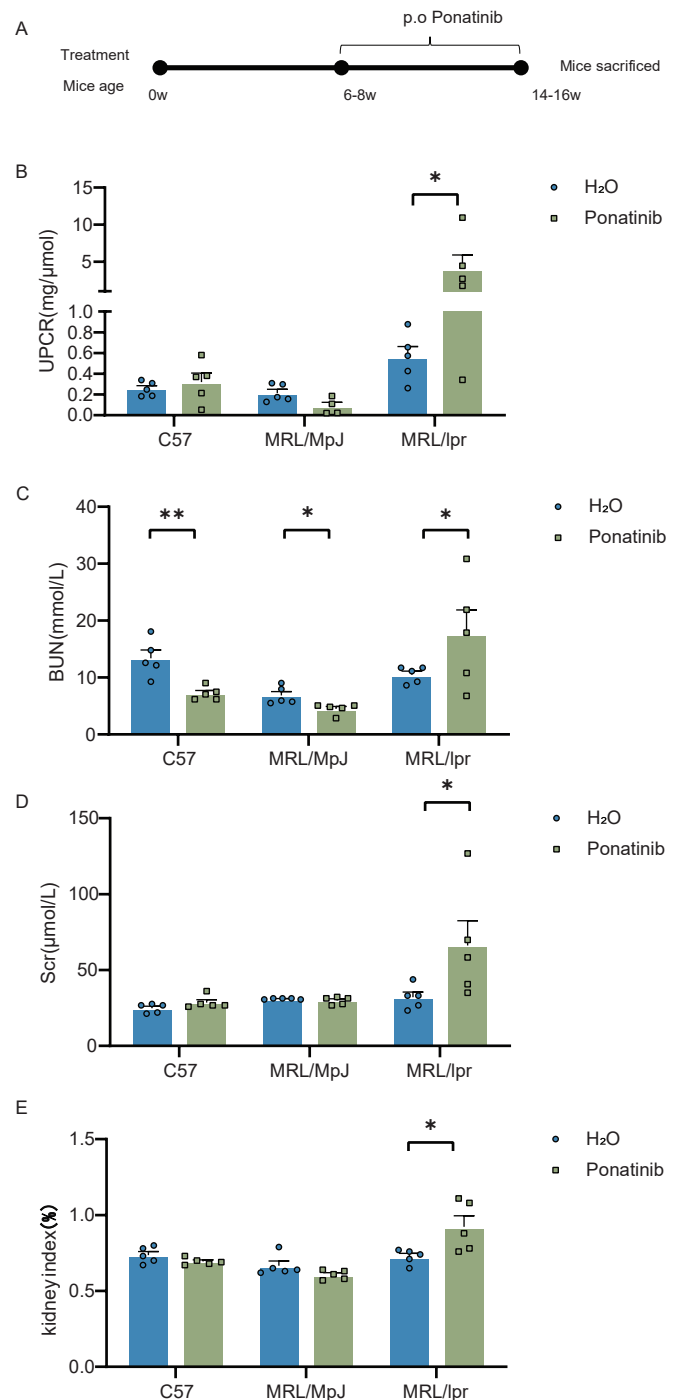 A
p.o Ponatinib
Treatment
Mice sacrificed
Mice age
0w
6-8w
14-16w
B
UPCR(mg/μmol)
15
10
5
1.0
0.8
0.6
0.4
0.2
0.0
*
H₂O
Ponatinib
C57
MRL/MpJ
MRL/lpr
C
BUN(mmol/L)
40
30
20
10
0
**
*
*
H₂O
Ponatinib
C57
MRL/MpJ
MRL/lpr
D
Scr(μmol/L)
150
100
50
0
*
H₂O
Ponatinib
C57
MRL/MpJ
MRL/lpr
E
kidney index(%)
1.5
1.0
0.5
0.0
*
H₂O
Ponatinib
C57
MRL/MpJ
MRL/lpr